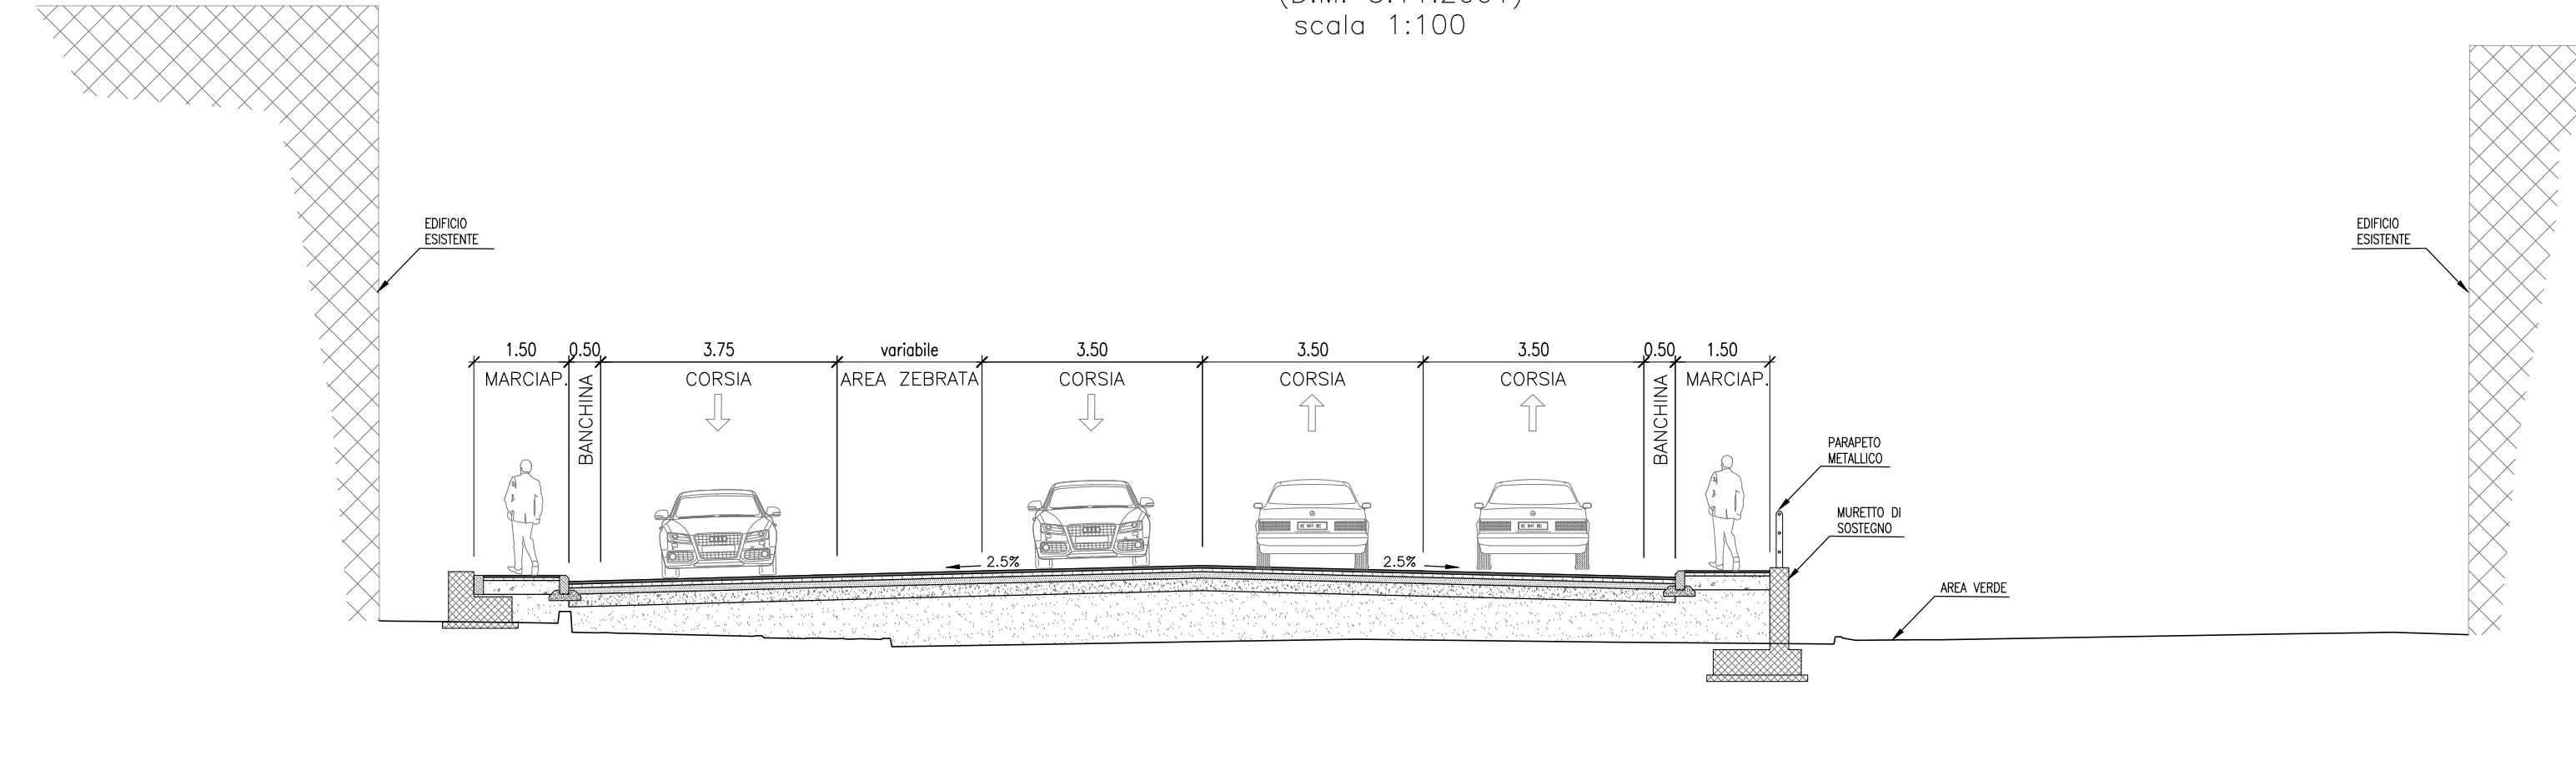 scala 1:100
EDIFICIO
ESISTENTE
EDIFICIO
ESISTENTE
1.50 0.50 3.75 variabile 3.50 3.50 3.50 0.50 1.50
MARCIAP. BANCHINA CORSIA AREA ZEBRATA CORSIA CORSIA CORSIA BANCHINA MARCIAP.
PARAPETO
METALLICO
MURETTO DI
SOSTEGNO
2.5% 2.5%
AREA VERDE